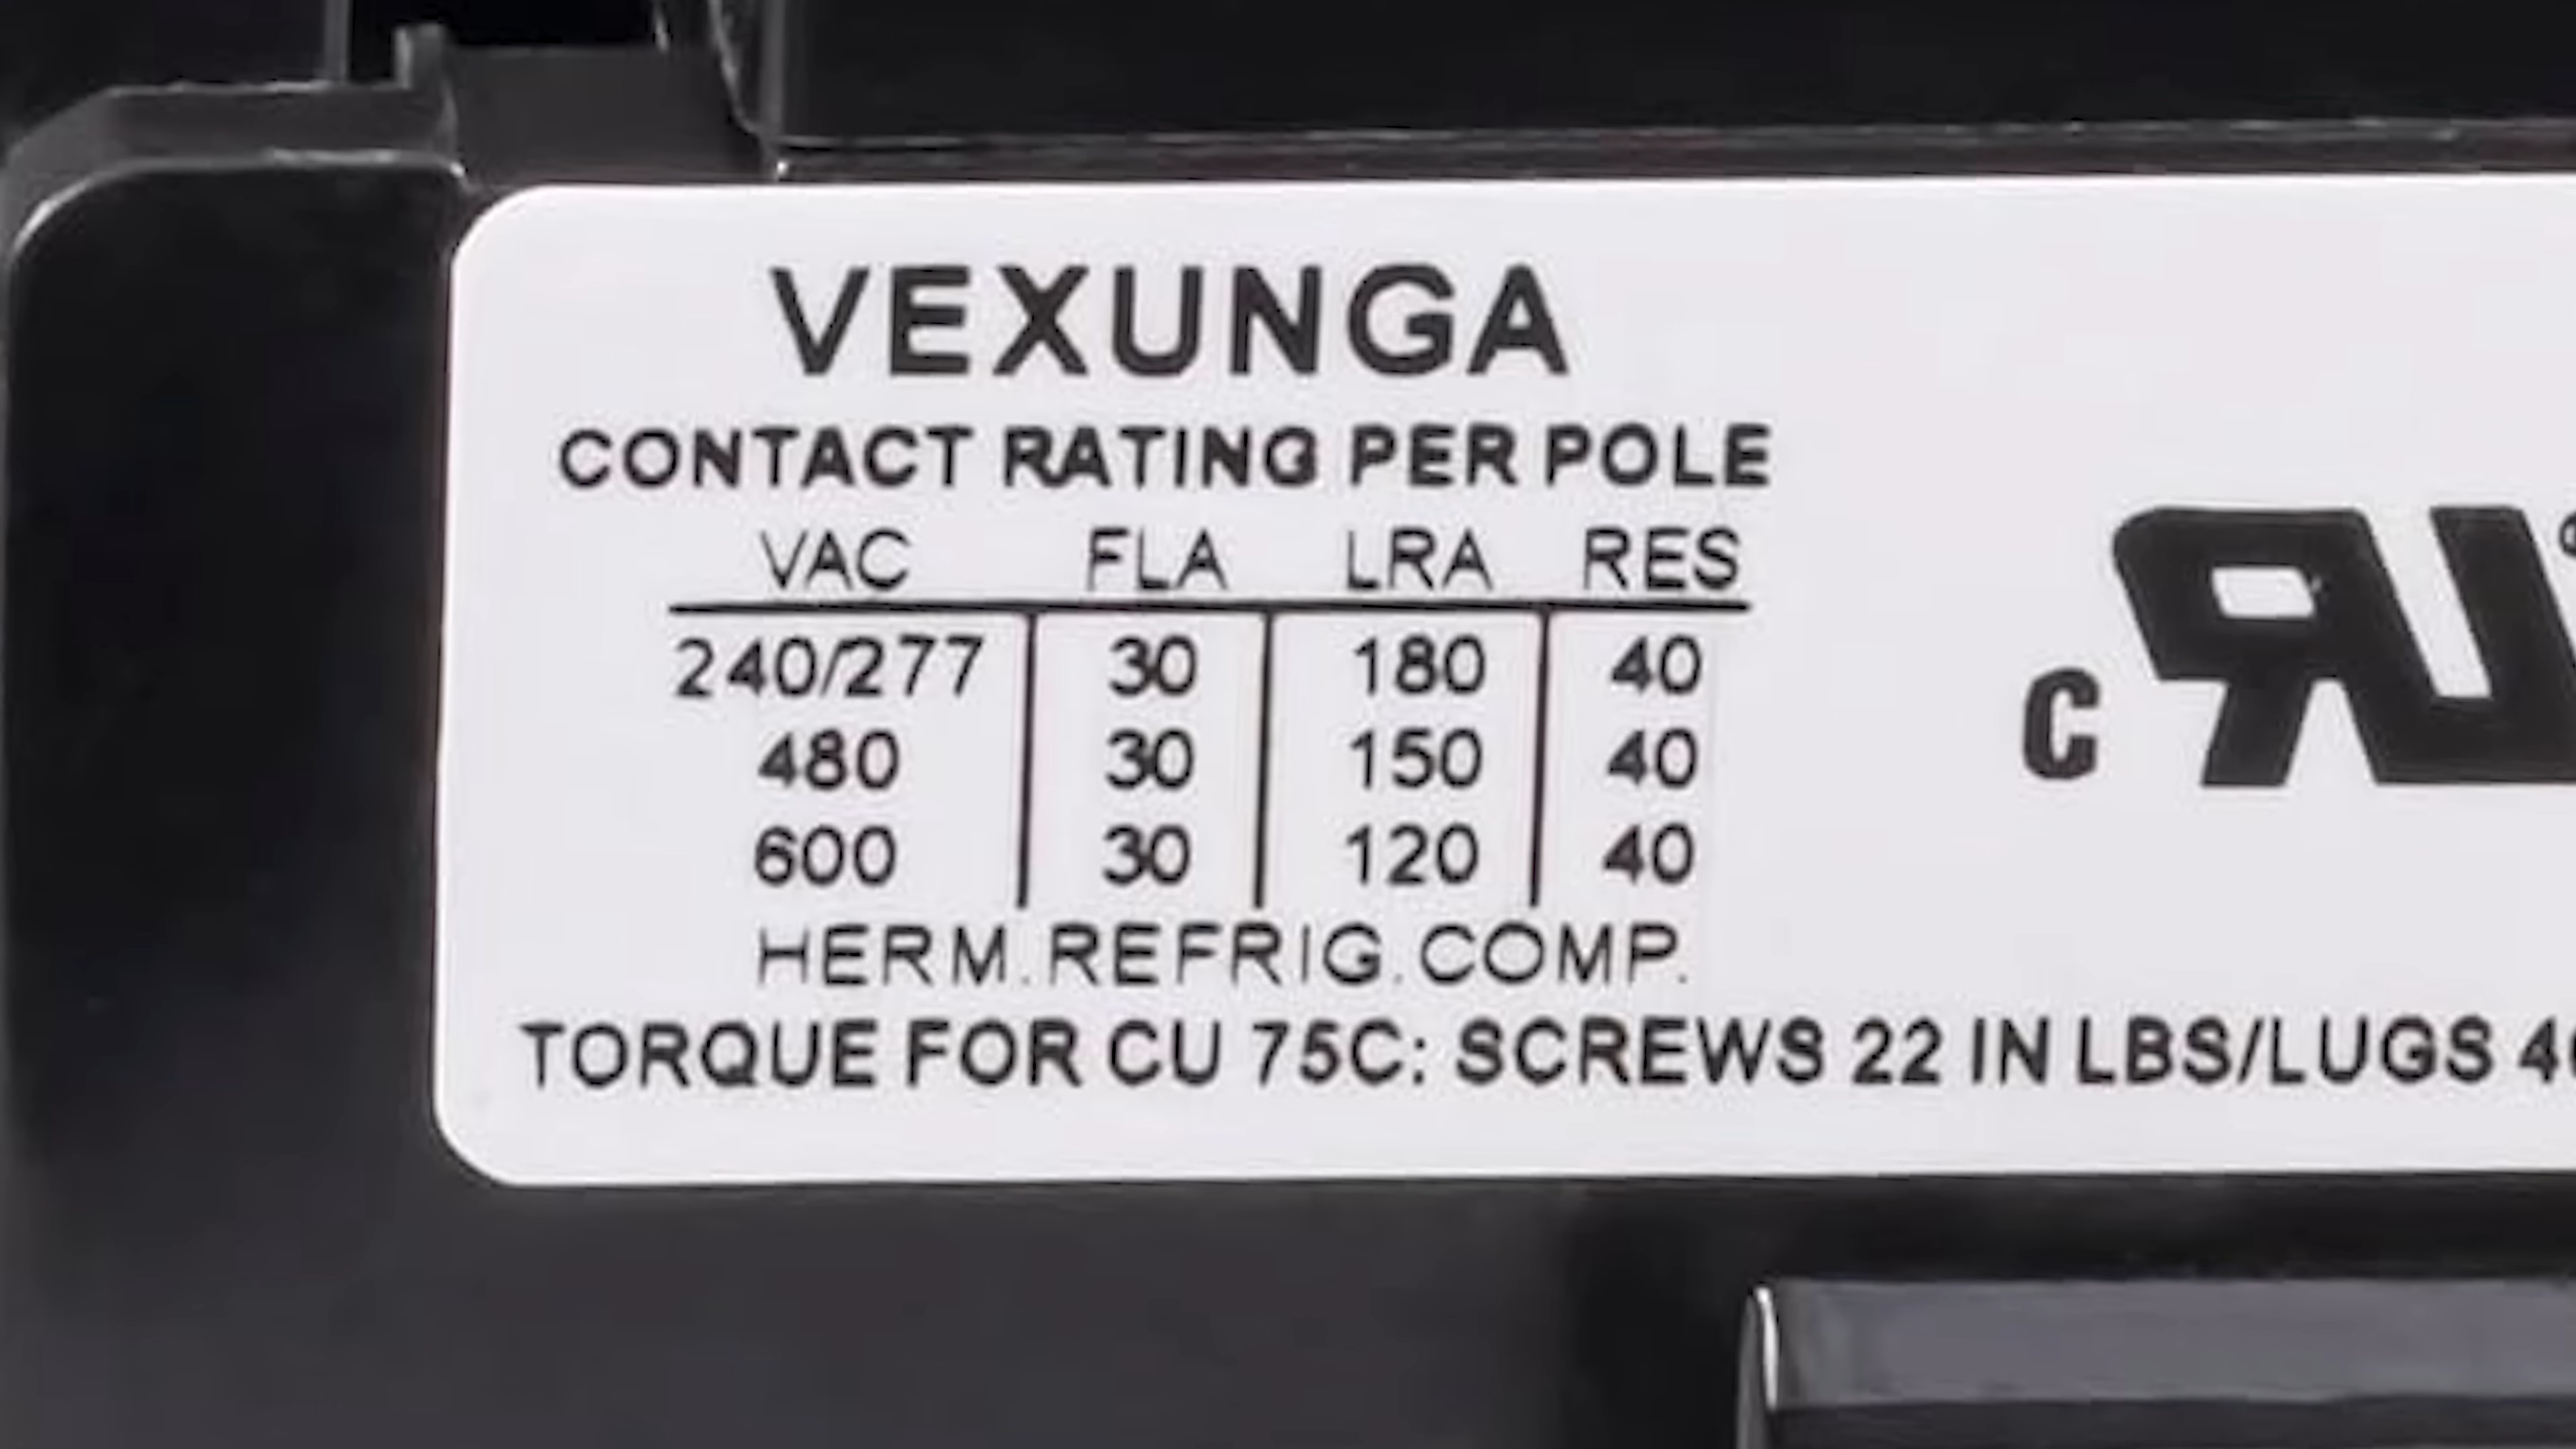 VEXUNGA
CONTACT RATING PER POLE
VAC FLA LRA RES
240/277 30 180 40
480 30 150 40
600 30 120 40
HERM.REFRIG.COMP.
TORQUE FOR CU 75C: SCREWS 22 IN LBS/LUGS
C